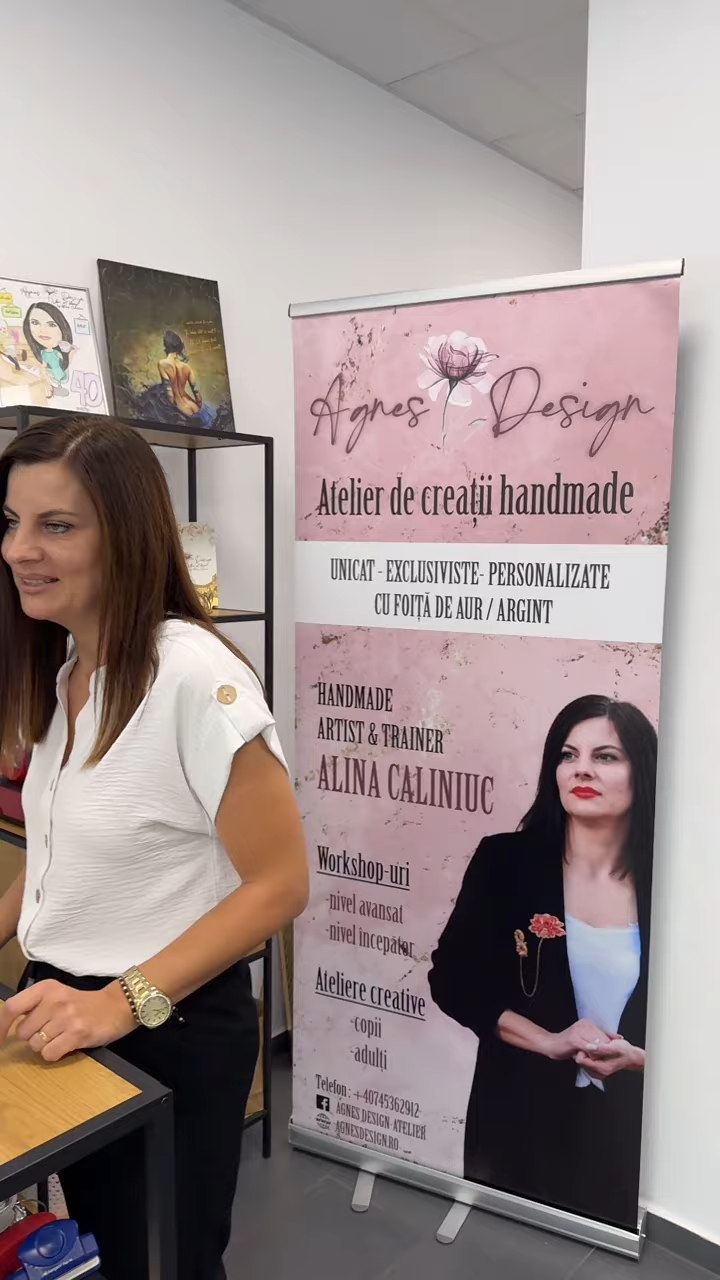 Agnes Design
Atelier de creații handmade
UNICAT - EXCLUSIVISTE- PERSONALIZATE
CU FOIȚĂ DE AUR / ARGINT
HANDMADE
ARTIST & TRAINER
ALINA CALINIUC
Workshop-uri
-nivel avansat
-nivel începător
Ateliere creative
-copii
-adulți
Telefon : +40745362912
AGNES DESIGN ATELIER
AGNESDESIGN.RO
40